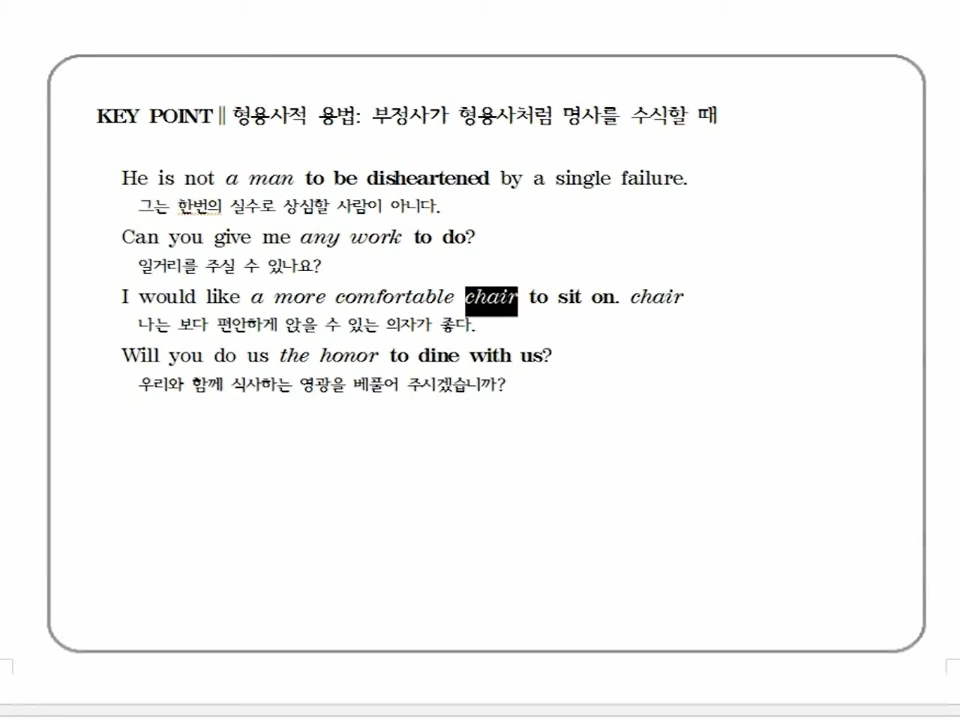 KEY POINT‖형용사적 용법: 부정사가 형용사처럼 명사를 수식할 때
He is not a man to be disheartened by a single failure.
그는 한번의 실수로 상심할 사람이 아니다.
Can you give me any work to do?
일거리를 주실 수 있나요?
I would like a more comfortable chair to sit on. chair
나는 보다 편안하게 앉을 수 있는 의자가 좋다.
Will you do us the honor to dine with us?
우리와 함께 식사하는 영광을 베풀어 주시겠습니까?